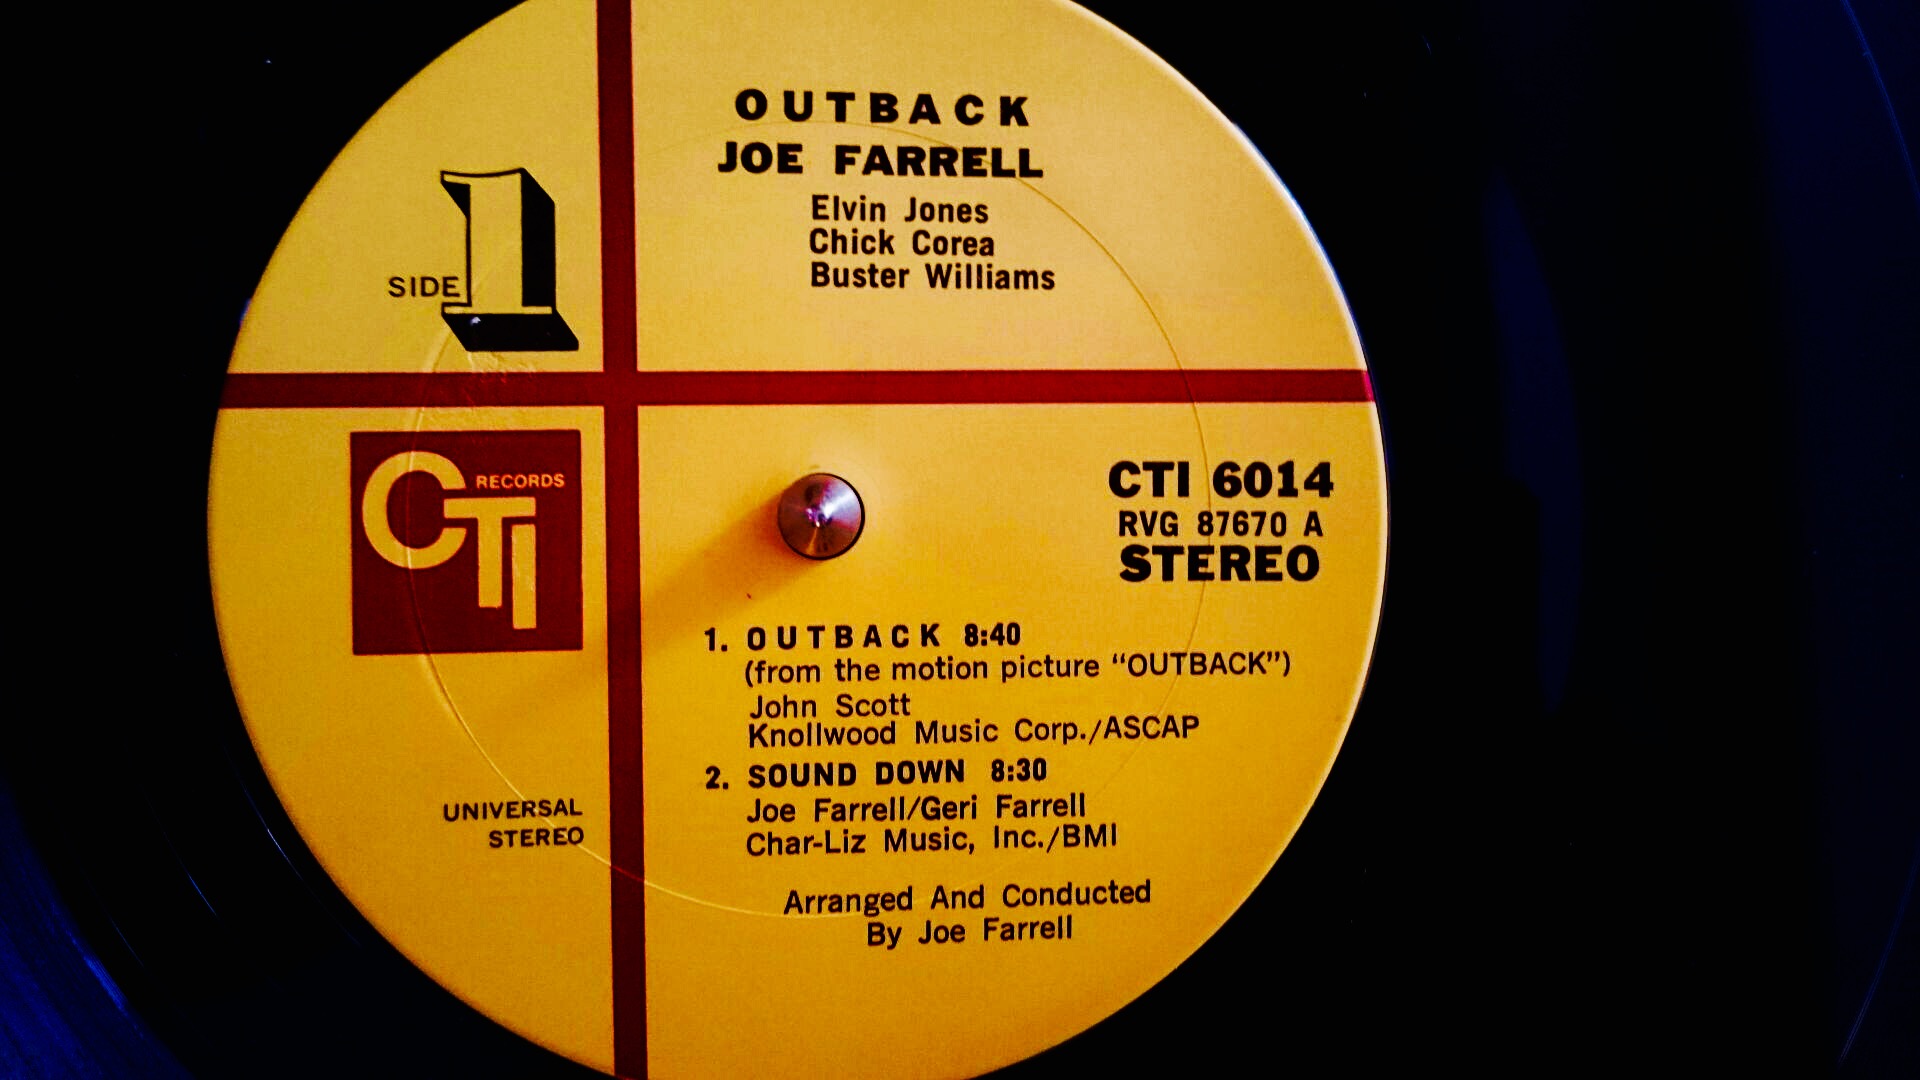 OUTBACK
JOE FARRELL
Elvin Jones
Chick Corea
Buster Williams
SIDE 1
CTI RECORDS
CTI 6014
RVG 87670 A
STEREO
1. OUTBACK 8:40
(from the motion picture “OUTBACK”)
John Scott
Knollwood Music Corp./ASCAP
2. SOUND DOWN 8:30
Joe Farrell/Geri Farrell
Char-Liz Music, Inc./BMI
UNIVERSAL
STEREO
Arranged And Conducted
By Joe Farrell